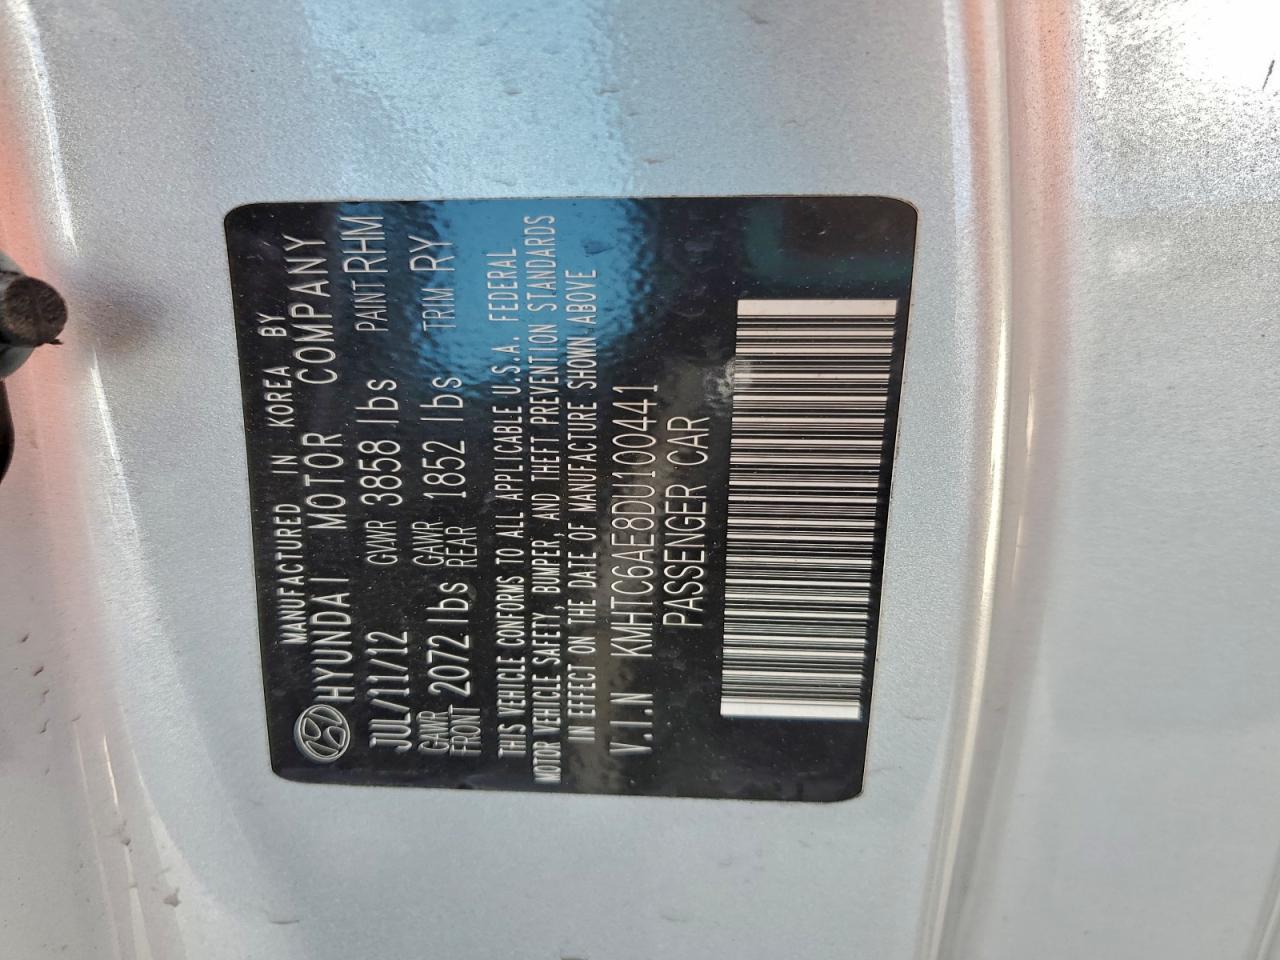 MANUFACTURED IN KOREA BY
HYUNDAI MOTOR COMPANY
JUL/11/12 GVWR 3858 lbs PAINT RHM
GAWR FRONT 2072 lbs GAWR REAR 1852 lbs TRIM RY
THIS VEHICLE CONFORMS TO ALL APPLICABLE U.S.A. FEDERAL
MOTOR VEHICLE SAFETY, BUMPER, AND THEFT PREVENTION STANDARDS
IN EFFECT ON THE DATE OF MANUFACTURE SHOWN ABOVE
V.I.N KMHTC6AE8DU100441
PASSENGER CAR